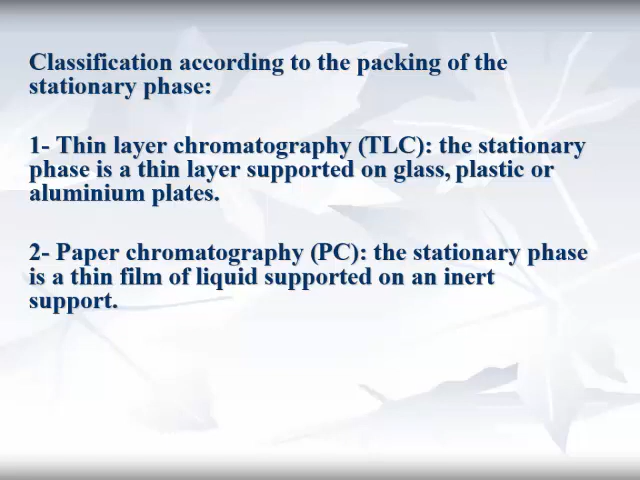 Classification according to the packing of the
stationary phase:
1- Thin layer chromatography (TLC): the stationary
phase is a thin layer supported on glass, plastic or
aluminium plates.
2- Paper chromatography (PC): the stationary phase
is a thin film of liquid supported on an inert
support.